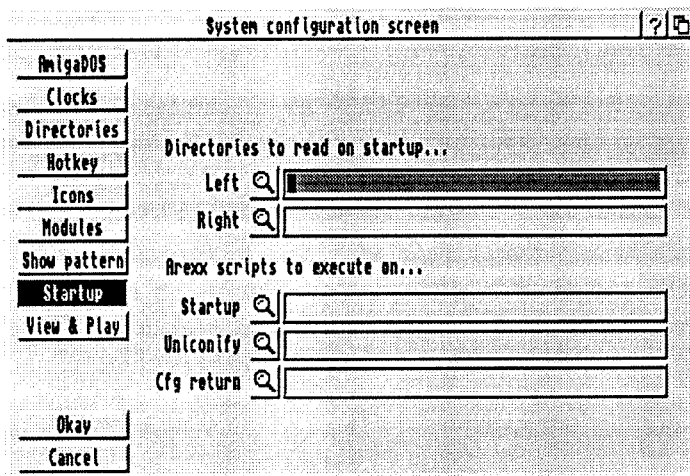 System configuration screen ?
AmigaDOS
Clocks
Directories
Hotkey
Icons
Modules
Show pattern
Startup
View & Play
Okay
Cancel
Directories to read on startup...
Left
Right
Arexx scripts to execute on...
Startup
Uniconify
Cfg return